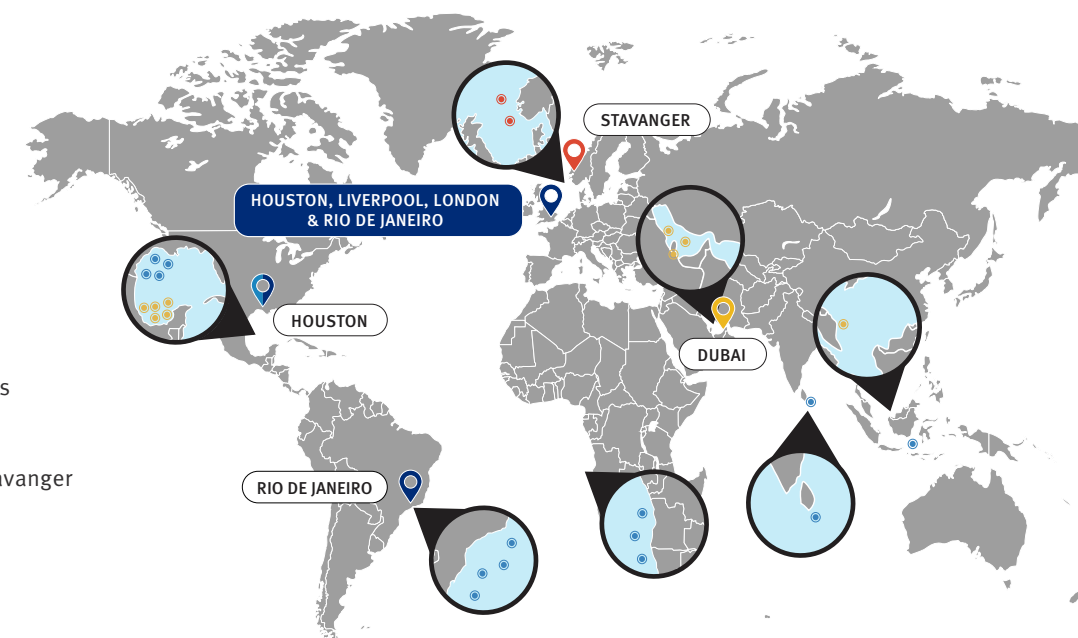 STAVANGER
HOUSTON, LIVERPOOL, LONDON
& RIO DE JANEIRO
HOUSTON
DUBAI
s
avanger
RIO DE JANEIRO